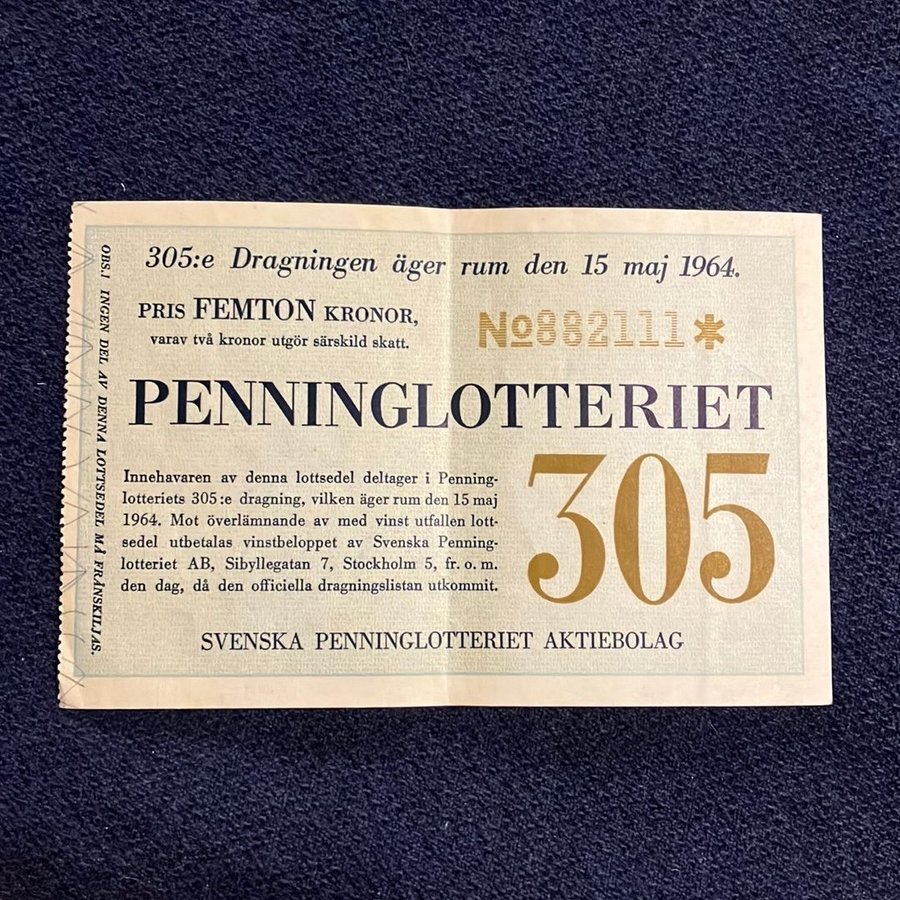 305:e Dragningen äger rum den 15 maj 1964.
PRIS FEMTON KRONOR,
varav två kronor utgör särskild skatt.
No 882111*
PENNINGLOTTERIET
Innehavaren av denna lottsedel deltager i Penning-
lotteriets 305:e dragning, vilken äger rum den 15 maj
1964. Mot överlämnande av med vinst utfallen lott-
sedel utbetalas vinstbeloppet av Svenska Penning-
lotteriet AB, Sibyllegatan 7, Stockholm 5, fr. o. m.
den dag, då den officiella dragningslistan utkommit.
305
SVENSKA PENNINGLOTTERIET AKTIEBOLAG
OBS.! INGEN DEL AV DENNA LOTTSEDEL MÅ FRÅNSKILJAS.